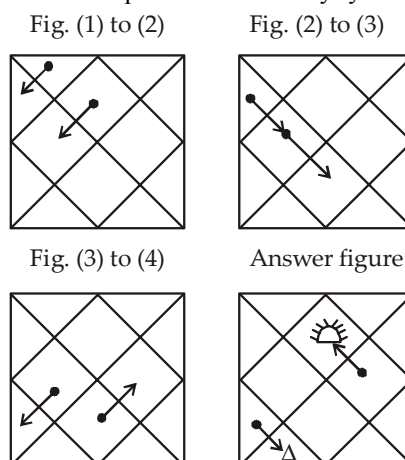 Fig. (1) to (2)
Fig. (2) to (3)
Fig. (3) to (4)
Answer figure